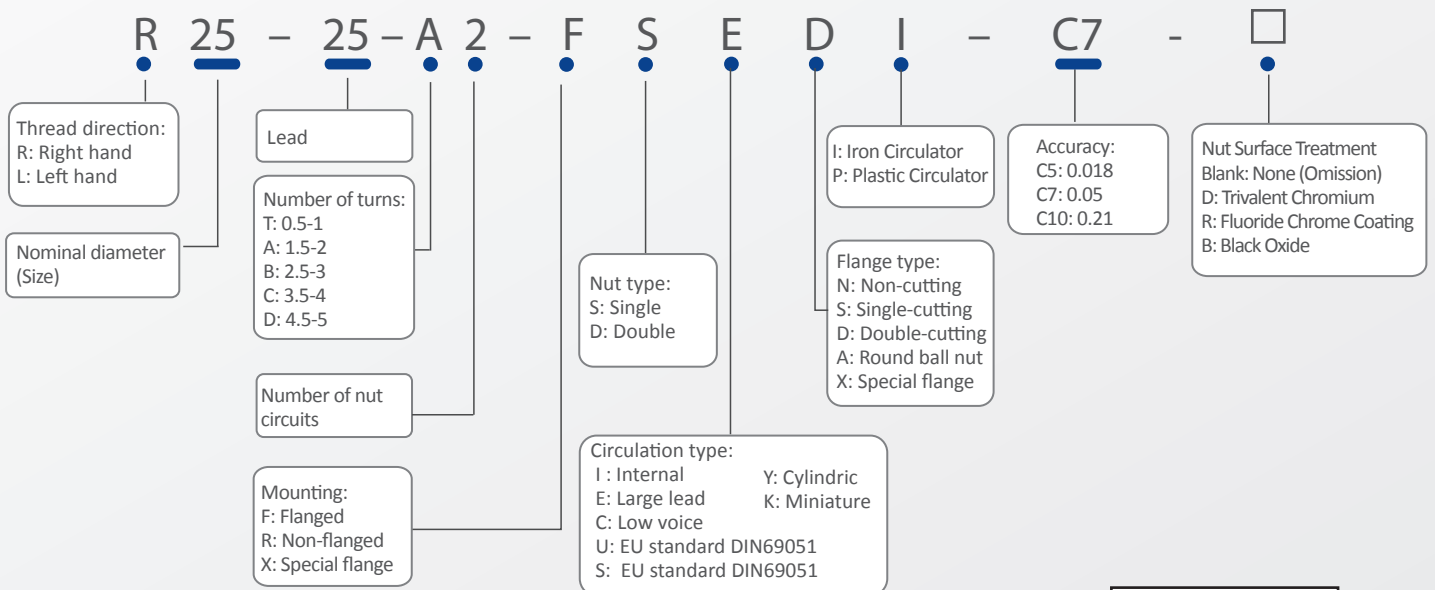 R 25 – 25 – A 2 – F S E D I – C7 - □
Thread direction:
R: Right hand
L: Left hand
Nominal diameter
(Size)
Lead
Number of turns:
T: 0.5-1
A: 1.5-2
B: 2.5-3
C: 3.5-4
D: 4.5-5
Number of nut
circuits
Mounting:
F: Flanged
R: Non-flanged
X: Special flange
Nut type:
S: Single
D: Double
Circulation type:
I : Internal
E: Large lead
C: Low voice
U: EU standard DIN69051
S: EU standard DIN69051
Y: Cylindric
K: Miniature
I: Iron Circulator
P: Plastic Circulator
Flange type:
N: Non-cutting
S: Single-cutting
D: Double-cutting
A: Round ball nut
X: Special flange
Accuracy:
C5: 0.018
C7: 0.05
C10: 0.21
Nut Surface Treatment
Blank: None (Omission)
D: Trivalent Chromium
R: Fluoride Chrome Coating
B: Black Oxide